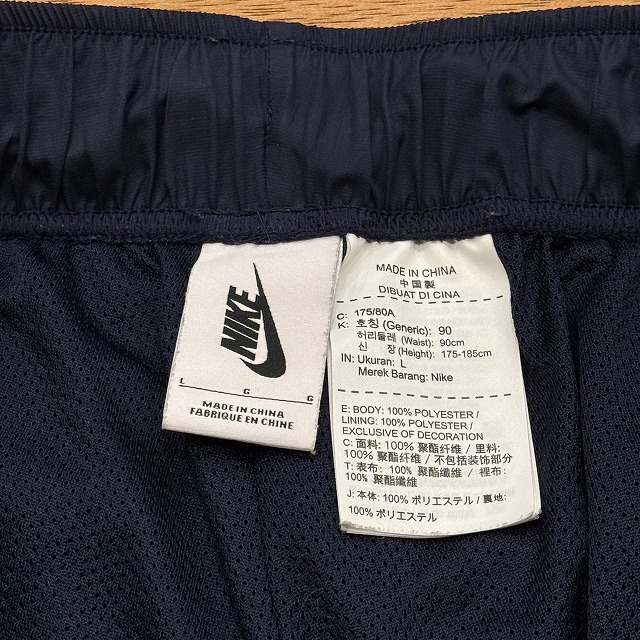 NIKE
L G G
MADE IN CHINA
FABRIQUE EN CHINE
MADE IN CHINA
中国製
DIBUAT DI CINA
C: 175/80A
K: 호칭 (Generic): 90
허리둘레 (Waist): 90cm
신 장 (Height): 175-185cm
IN: Ukuran: L
Merek Barang: Nike
E: BODY: 100% POLYESTER /
LINING: 100% POLYESTER /
EXCLUSIVE OF DECORATION
C: 面料: 100% 聚酯纤维 / 里料:
100% 聚酯纤维 / 不包括装饰部分
T: 表布: 100% 聚酯纖維 / 裡布:
100% 聚酯纖維
J: 本体: 100% ポリエステル / 裏地:
100% ポリエステル